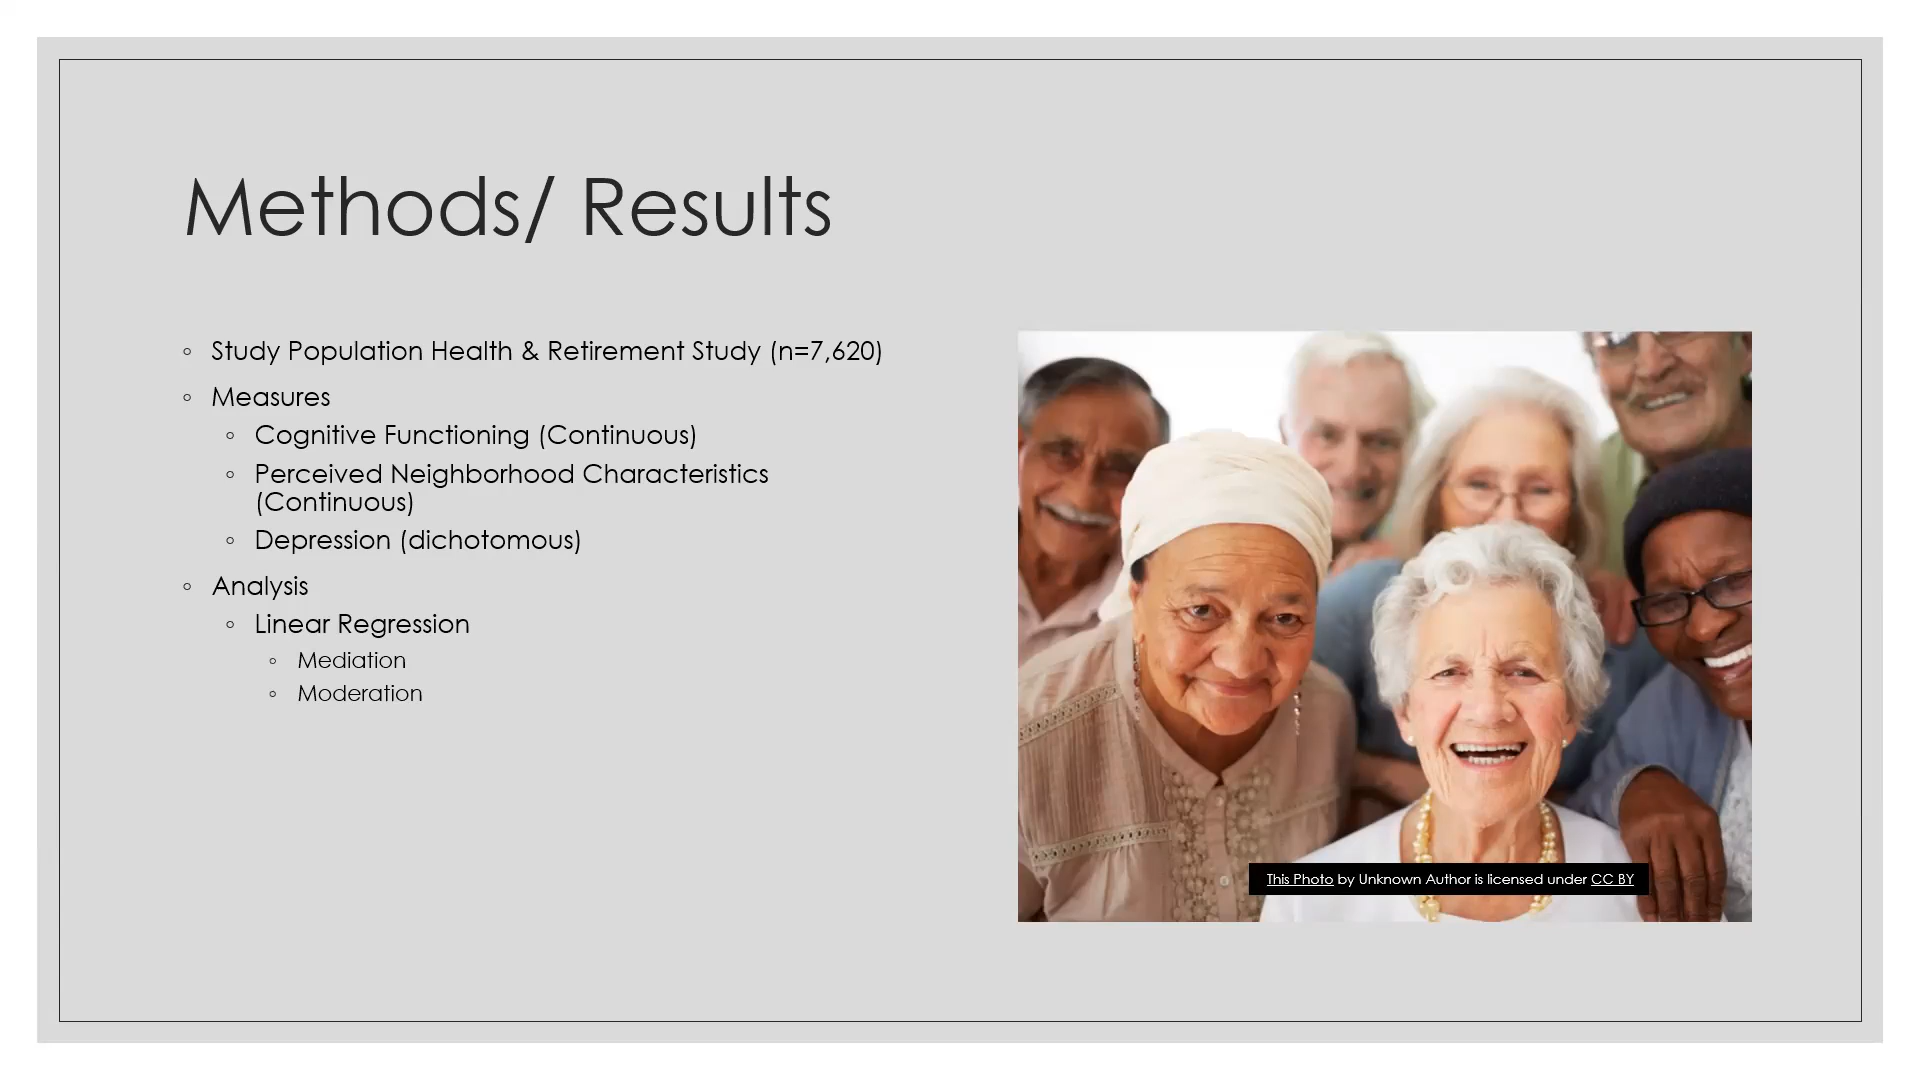 Methods/ Results
◦ Study Population Health & Retirement Study (n=7,620)
◦ Measures
◦ Cognitive Functioning (Continuous)
◦ Perceived Neighborhood Characteristics
(Continuous)
◦ Depression (dichotomous)
◦ Analysis
◦ Linear Regression
◦ Mediation
◦ Moderation
This Photo by Unknown Author is licensed under CC BY